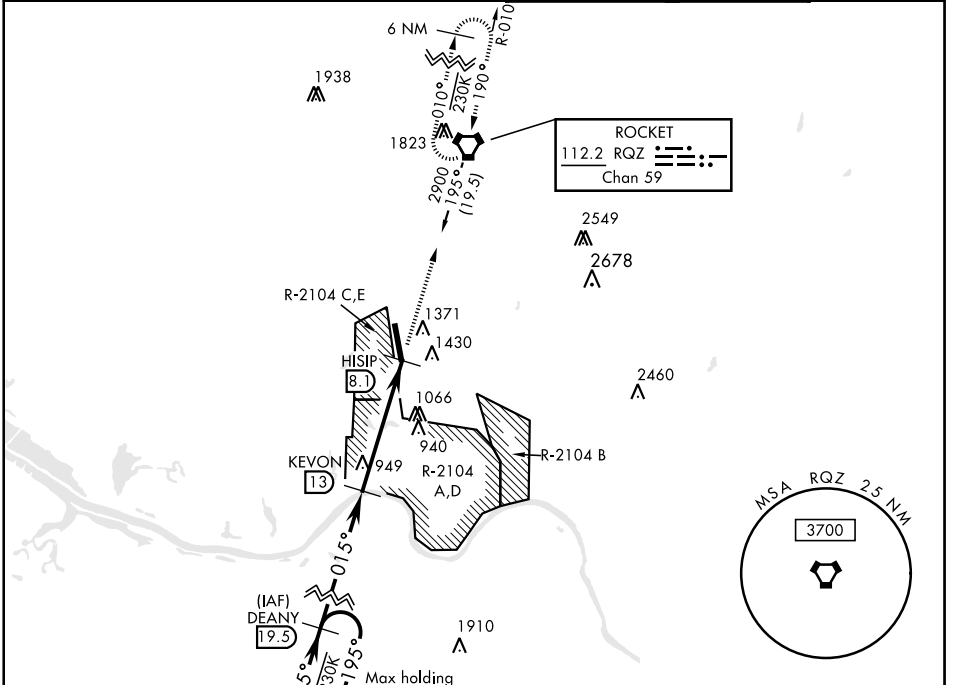 6 NM
R-010
1938
010°
230K
190°
1823
ROCKET
112.2 RQZ
Chan 59
2900
195°
(19.5)
2549
2678
R-2104 C,E
1371
1430
HISIP
8.1
2460
1066
940
KEVON
13
949
R-2104
A,D
R-2104 B
MSA RQZ 25 NM
3700
015°
(IAF)
DEANY
19.5
1910
5°
30K
195°
Max holding